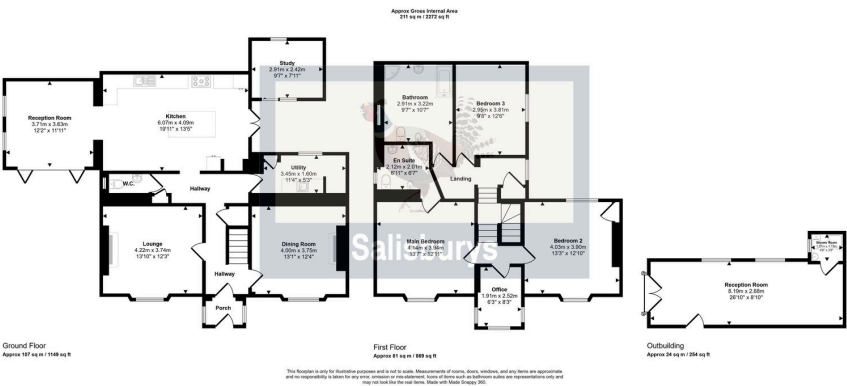 Approx Gross Internal Area
211 sq m / 2272 sq ft
Study
2.91m x 2.42m
9'7" x 7'11"
Reception Room
3.71m x 3.63m
12'2" x 11'11"
Kitchen
6.07m x 4.09m
19'11" x 13'5"
Utility
3.45m x 1.60m
11'4" x 5'3"
W.C.
Hallway
Lounge
4.22m x 3.74m
13'10" x 12'3"
Dining Room
4.00m x 3.75m
13'1" x 12'4"
Hallway
Porch
Ground Floor
Approx 107 sq m / 1149 sq ft
Bathroom
2.91m x 3.22m
9'7" x 10'7"
Bedroom 3
2.95m x 3.81m
9'8" x 12'6"
En Suite
2.12m x 2.01m
6'11" x 6'7"
Landing
Main Bedroom
4.14m x 3.94m
13'7" x 12'11"
Bedroom 2
4.03m x 3.90m
13'3" x 12'10"
Office
1.91m x 2.52m
6'3" x 8'3"
Salisburys
First Floor
Approx 81 sq m / 869 sq ft
Shower Room
Reception Room
8.19m x 2.68m
26'10" x 8'10"
Outbuilding
Approx 24 sq m / 254 sq ft
This floorplan is only for illustrative purposes and is not to scale. Measurements of rooms, doors, windows, and any items are approximate
and no responsibility is taken for any error, omission or mis-statement. Icons of items such as bathroom suites are representations only and
may not look like the real items. Made with Made Snappy 360.